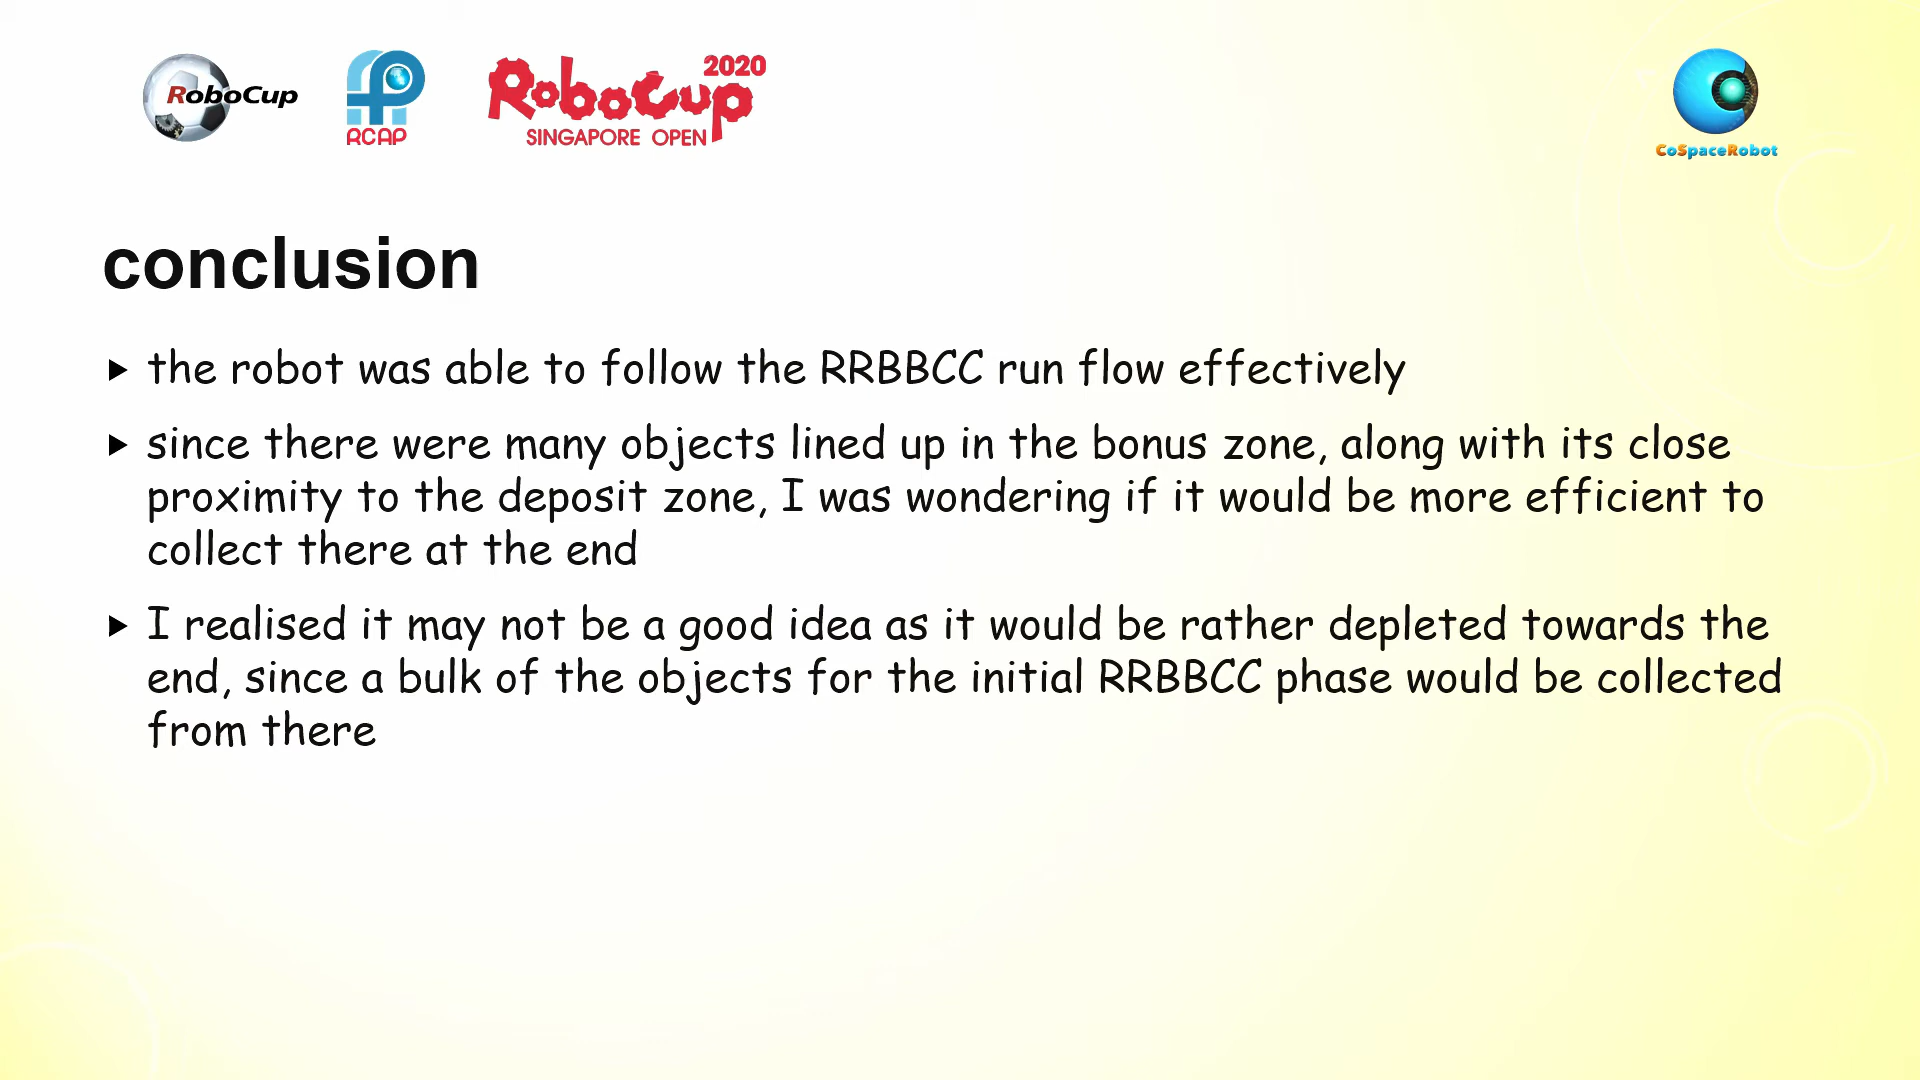 RoboCup
RCAP
RoboCup 2020
SINGAPORE OPEN
CoSpaceRobot
conclusion
the robot was able to follow the RRBBCC run flow effectively
since there were many objects lined up in the bonus zone, along with its close
proximity to the deposit zone, I was wondering if it would be more efficient to
collect there at the end
I realised it may not be a good idea as it would be rather depleted towards the
end, since a bulk of the objects for the initial RRBBCC phase would be collected
from there